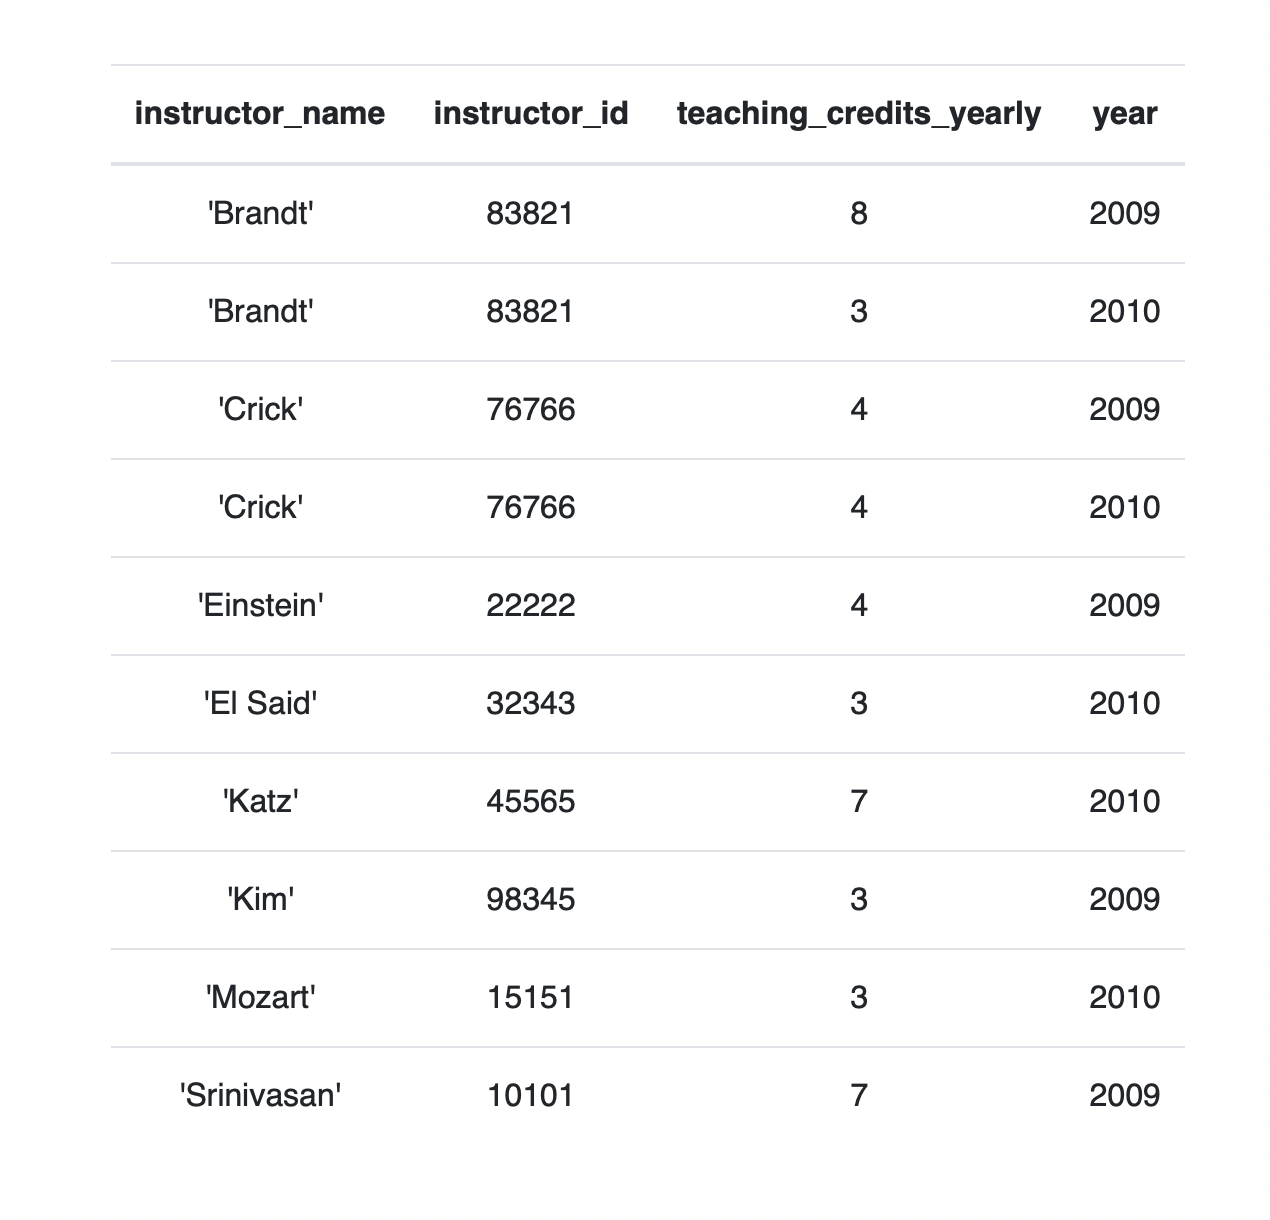 instructor_name instructor_id teaching_credits_yearly year
'Brandt' 83821 8 2009
'Brandt' 83821 3 2010
'Crick' 76766 4 2009
'Crick' 76766 4 2010
'Einstein' 22222 4 2009
'El Said' 32343 3 2010
'Katz' 45565 7 2010
'Kim' 98345 3 2009
'Mozart' 15151 3 2010
'Srinivasan' 10101 7 2009